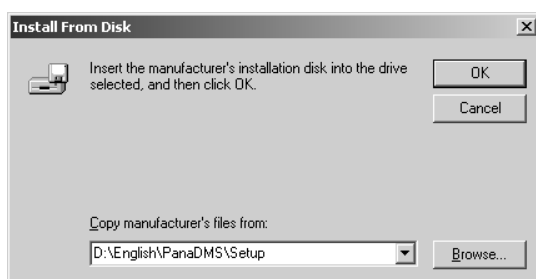 Install From Disk
Insert the manufacturer's installation disk into the drive
selected, and then click OK.
OK
Cancel
Copy manufacturer's files from:
D:\English\PanaDMS\Setup
Browse...